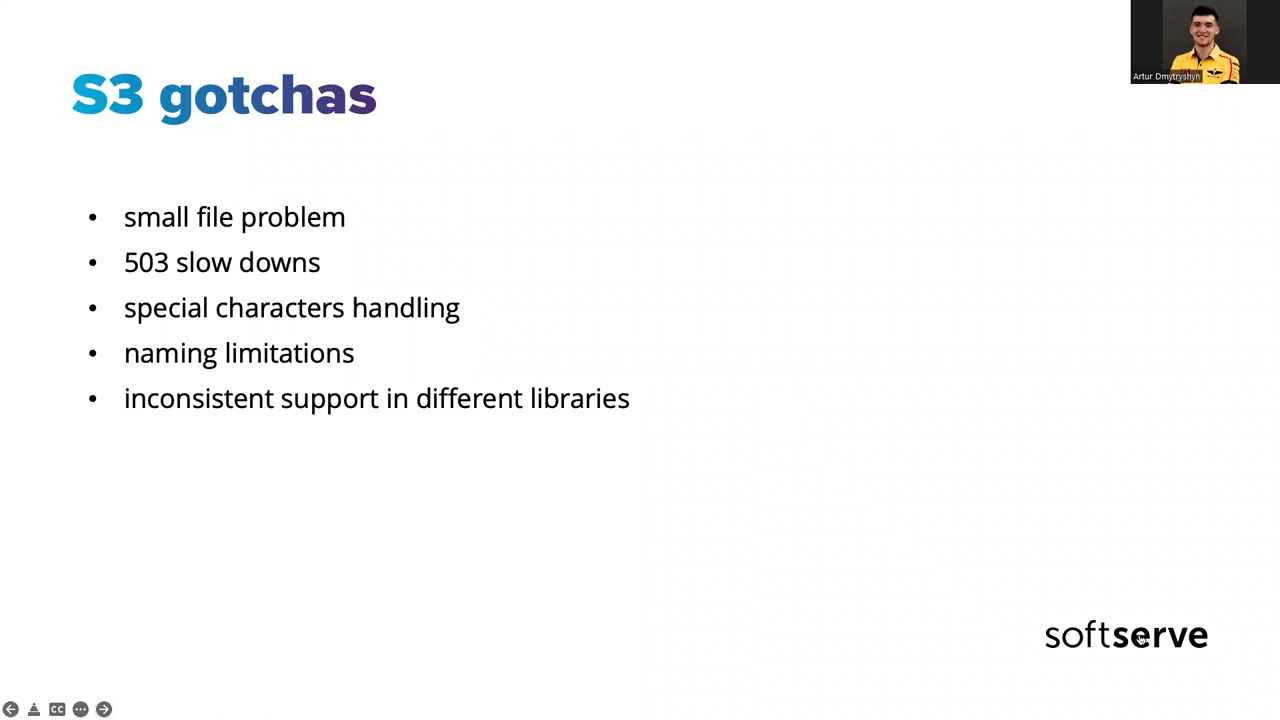 S3 gotchas
Artur Dmytryshyn
• small file problem
• 503 slow downs
• special characters handling
• naming limitations
• inconsistent support in different libraries
softserve
CC